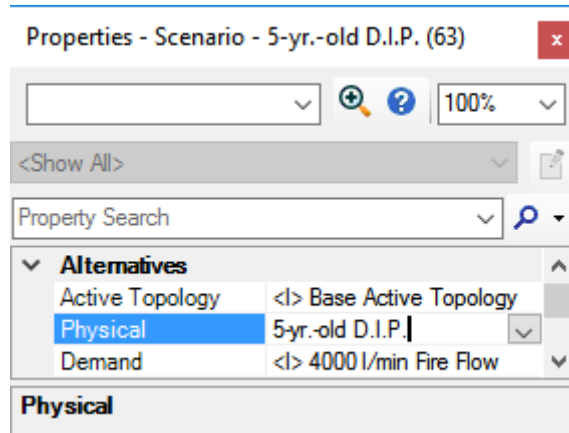 Properties - Scenario - 5-yr.-old D.I.P. (63) x
100%
<Show All>
Property Search
Alternatives
Active Topology <I> Base Active Topology
Physical 5-yr.-old D.I.P.
Demand <I> 4000 l/min Fire Flow
Physical